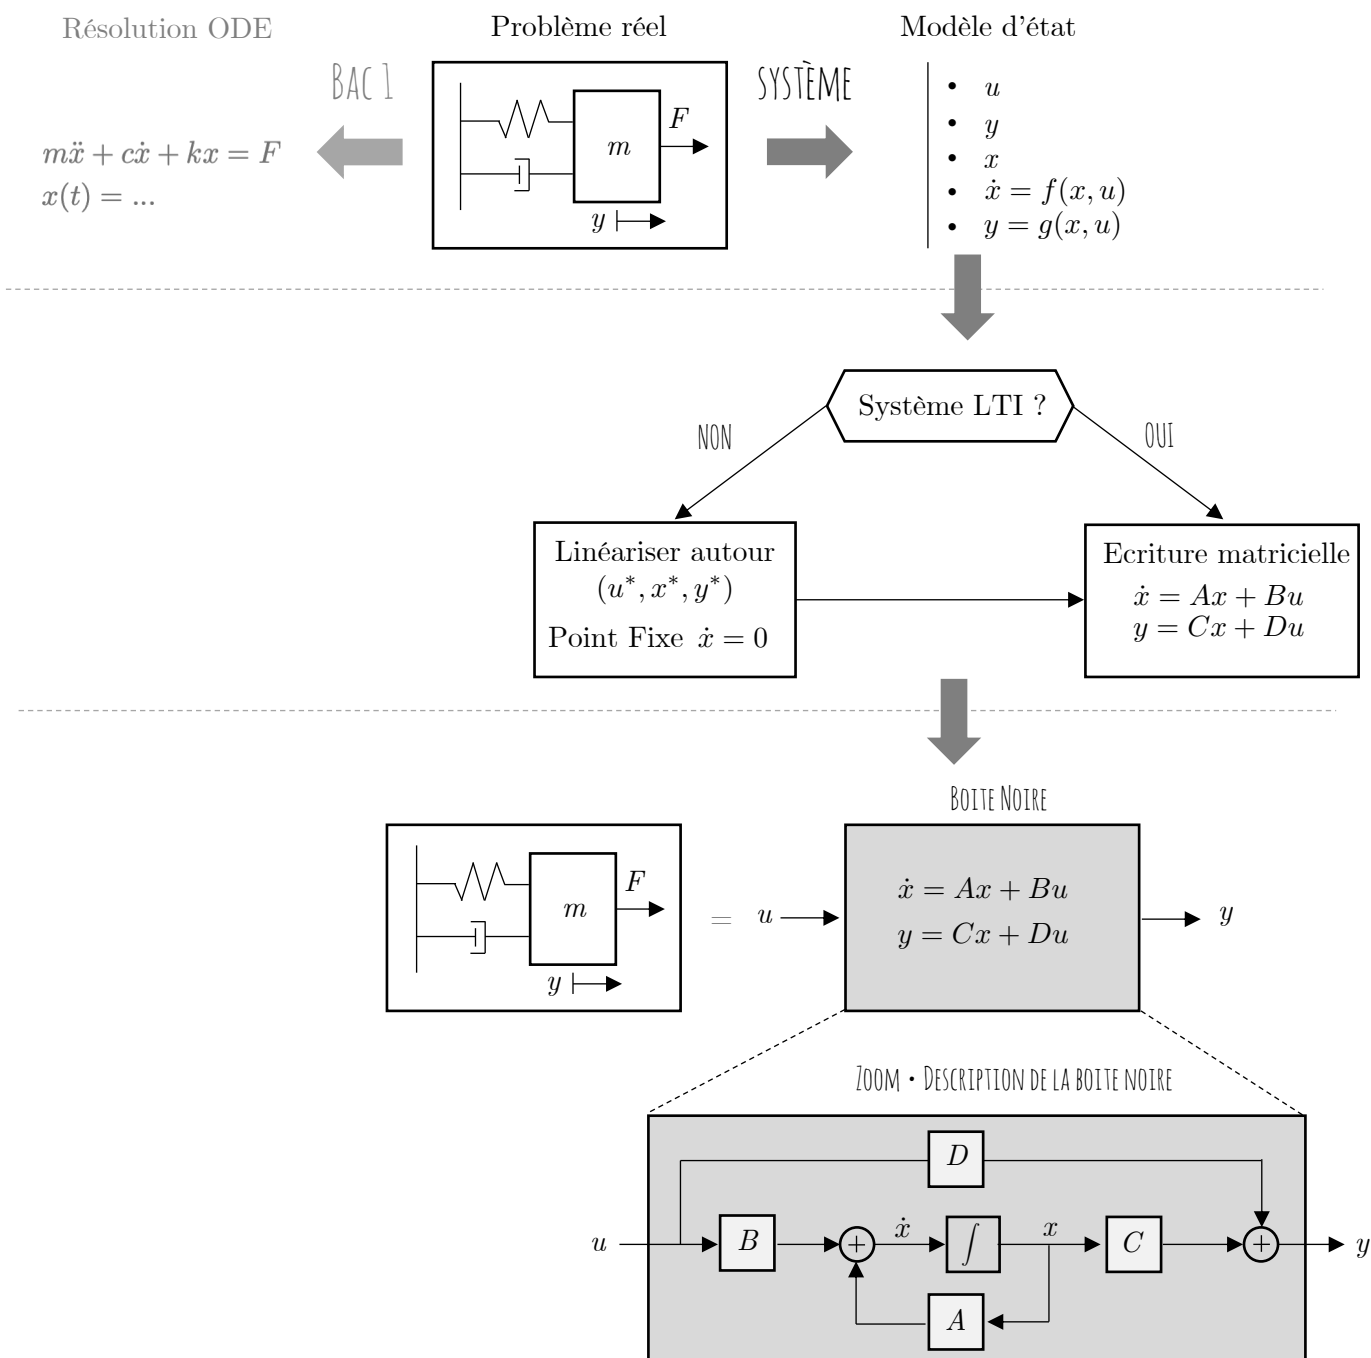 Résolution ODE
Problème réel
Modèle d'état
BAC 1
SYSTÈME
mẍ + cẋ + kx = F
x(t) = ...
m
F
y
• u
• y
• x
• ẋ = f(x, u)
• y = g(x, u)
Système LTI ?
NON
OUI
Linéariser autour
(u*, x*, y*)
Point Fixe ẋ = 0
Ecriture matricielle
ẋ = Ax + Bu
y = Cx + Du
BOITE NOIRE
m
F
y
=
u
ẋ = Ax + Bu
y = Cx + Du
y
ZOOM • DESCRIPTION DE LA BOITE NOIRE
D
u
B
+
ẋ
∫
x
C
+
y
A